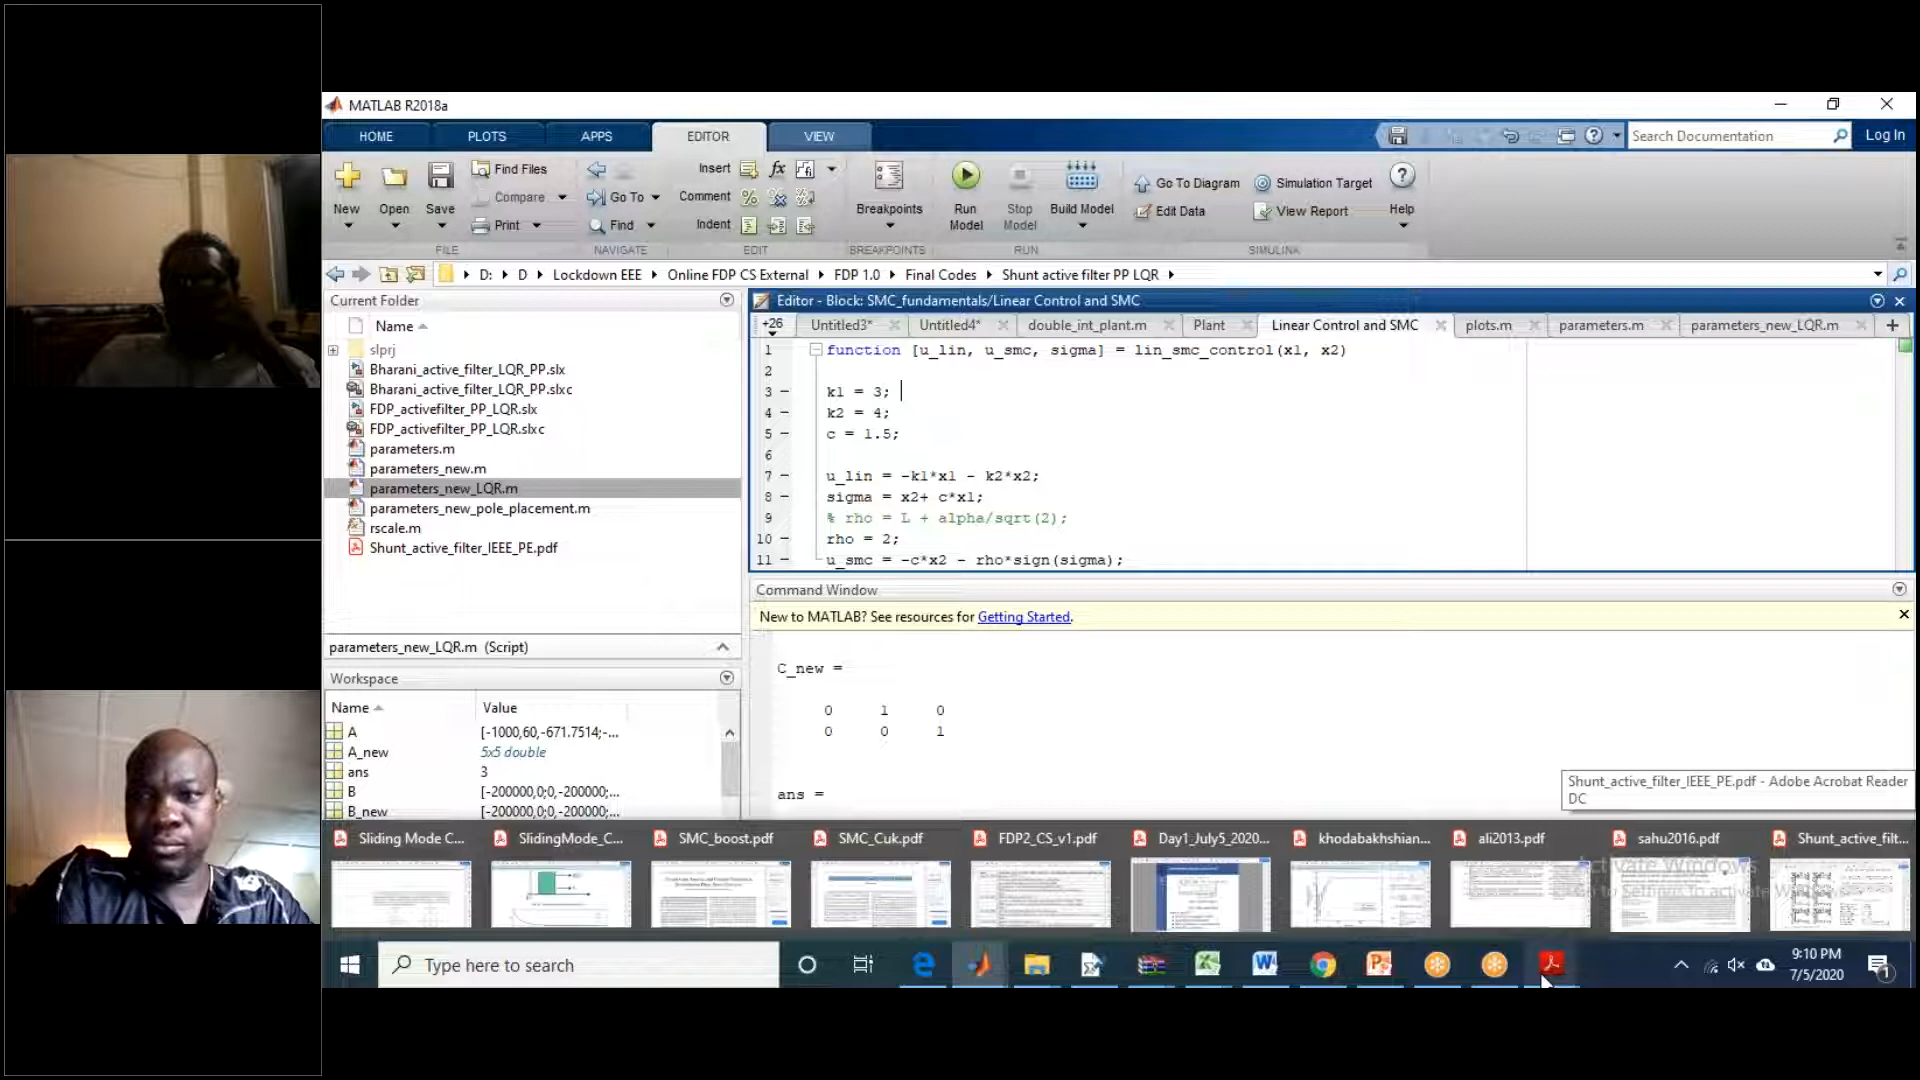 MATLAB R2018a
HOME
PLOTS
APPS
EDITOR
VIEW
Search Documentation
Log In
New
Open
Save
Find Files
Compare
Print
FILE
Go To
Find
NAVIGATE
Insert
fx
Comment
Indent
EDIT
Breakpoints
BREAKPOINTS
Run
Model
Stop
Model
Build Model
RUN
Go To Diagram
Edit Data
Simulation Target
View Report
SIMULINK
Help
D: D Lockdown EEE Online FDP CS External FDP 1.0 Final Codes Shunt active filter PP LQR
Current Folder
Name
slprj
Bharani_active_filter_LQR_PP.slx
Bharani_active_filter_LQR_PP.slxc
FDP_activefilter_PP_LQR.slx
FDP_activefilter_PP_LQR.slxc
parameters.m
parameters_new.m
parameters_new_LQR.m
parameters_new_pole_placement.m
rscale.m
Shunt_active_filter_IEEE_PE.pdf
parameters_new_LQR.m (Script)
Workspace
Name Value
A [-1000,60,-671.7514;-...
A_new 5x5 double
ans 3
B [-200000,0;0,-200000;...
B_new [-200000,0;0,-200000;...
Editor - Block: SMC_fundamentals/Linear Control and SMC
+26
Untitled3*
Untitled4*
double_int_plant.m
Plant
Linear Control and SMC
plots.m
parameters.m
parameters_new_LQR.m
1 function [u_lin, u_smc, sigma] = lin_smc_control(x1, x2)
2
3 - k1 = 3;
4 - k2 = 4;
5 - c = 1.5;
6
7 - u_lin = -k1*x1 - k2*x2;
8 - sigma = x2+ c*x1;
9 % rho = L + alpha/sqrt(2);
10 - rho = 2;
11 - u_smc = -c*x2 - rho*sign(sigma);
Command Window
New to MATLAB? See resources for Getting Started.
C_new =
0 1 0
0 0 1
ans =
Shunt_active_filter_IEEE_PE.pdf - Adobe Acrobat Reader
DC
Sliding Mode C...
SlidingMode_C...
SMC_boost.pdf
SMC_Cuk.pdf
FDP2_CS_v1.pdf
Day1_July5_2020...
khodabakhshian...
ali2013.pdf
sahu2016.pdf
Shunt_active_filt...
Activate Windows
Go to Settings to activate Windows.
Type here to search
9:10 PM
7/5/2020
1